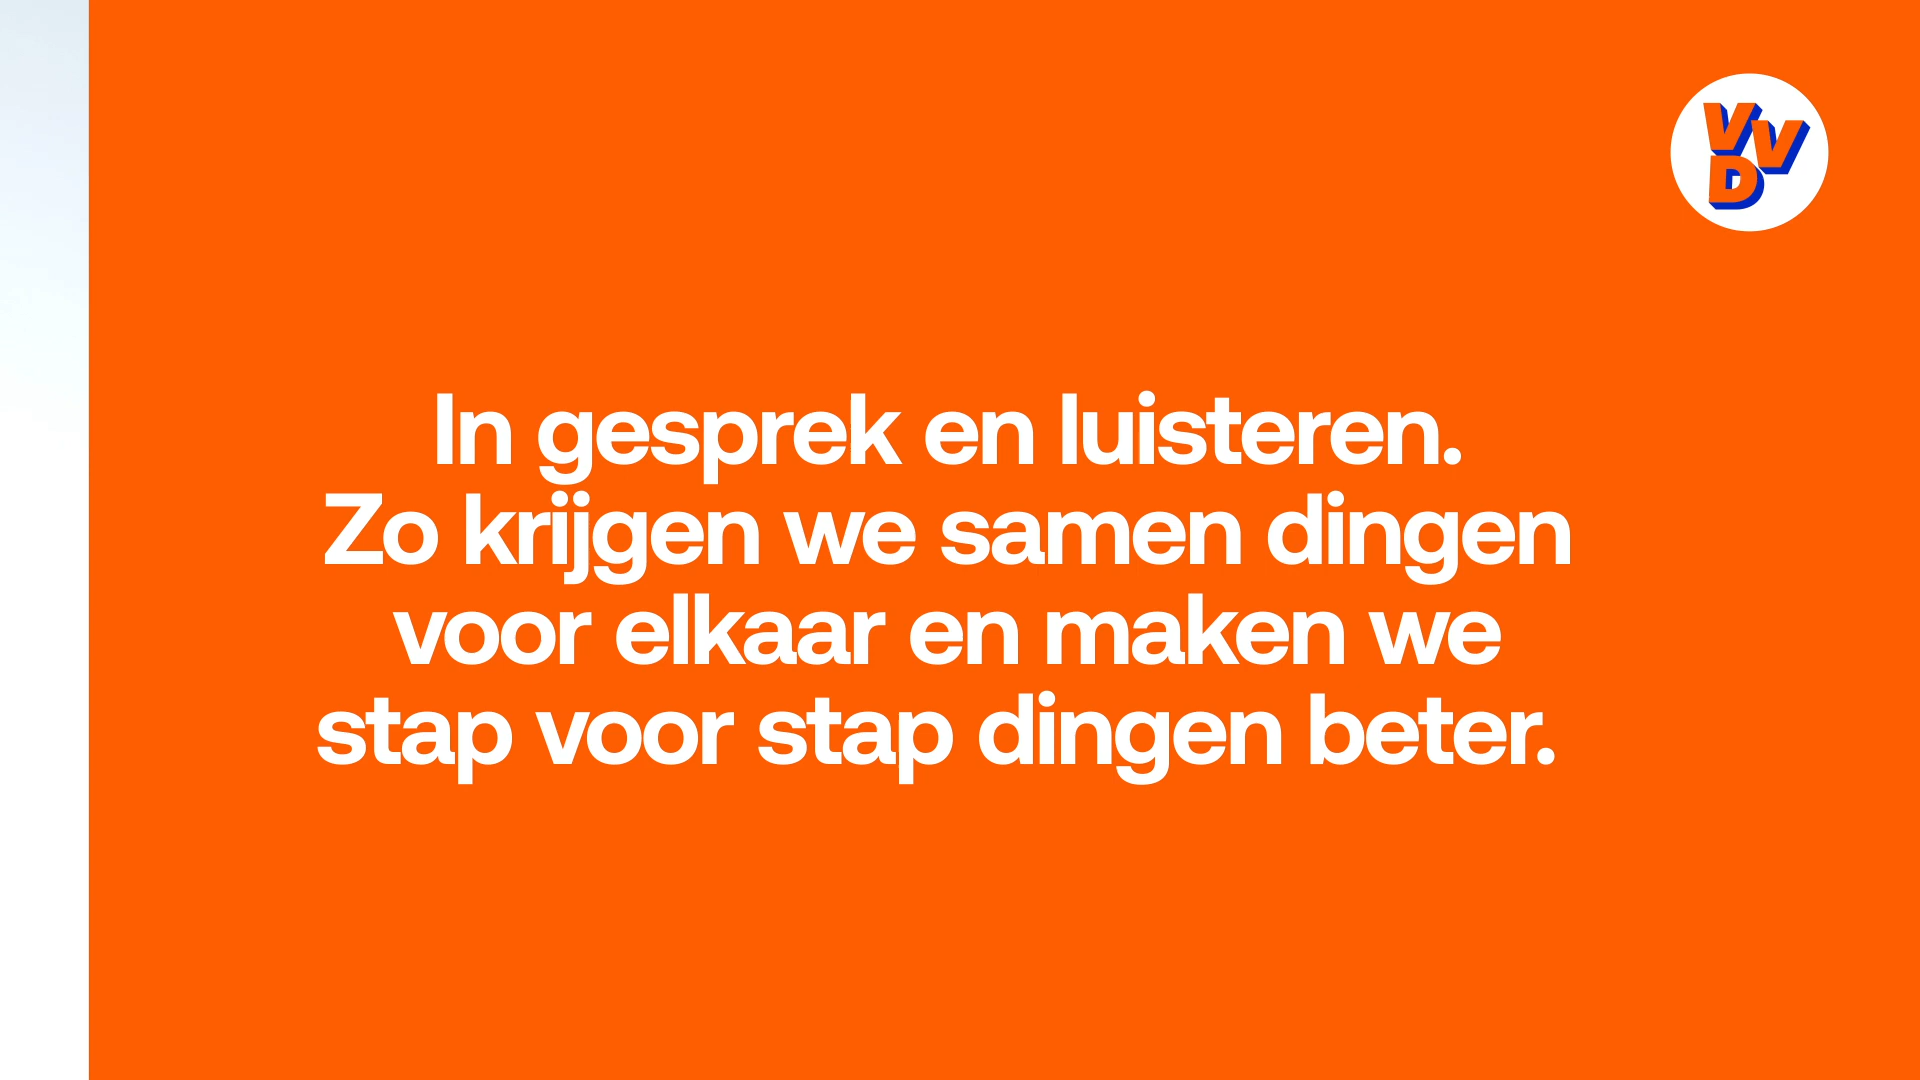 VVD
In gesprek en luisteren.
Zo krijgen we samen dingen
voor elkaar en maken we
stap voor stap dingen beter.